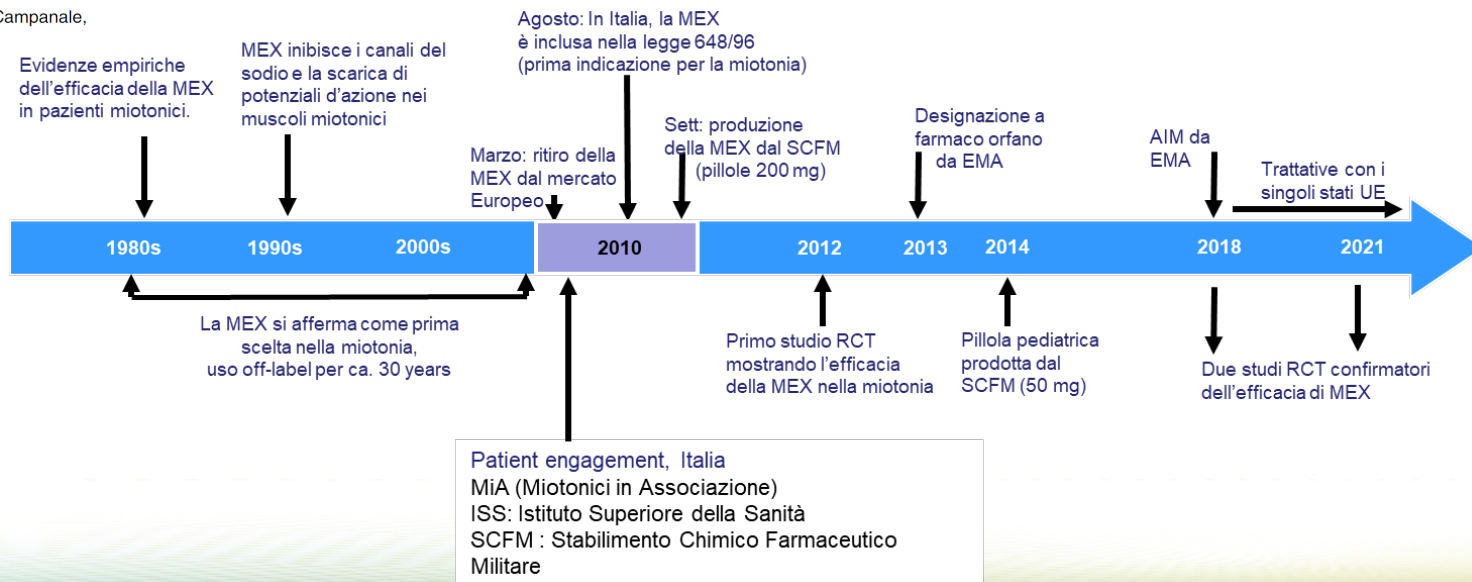 Campanale,
Evidenze empiriche
dell'efficacia della MEX
in pazienti miotonici.
MEX inibisce i canali del
sodio e la scarica di
potenziali d'azione nei
muscoli miotonici
Marzo: ritiro della
MEX dal mercato
Europeo
Agosto: In Italia, la MEX
è inclusa nella legge 648/96
(prima indicazione per la miotonia)
Sett: produzione
della MEX dal SCFM
(pillole 200 mg)
Designazione a
farmaco orfano
da EMA
AIM da
EMA
Trattative con i
singoli stati UE
1980s
1990s
2000s
2010
2012
2013
2014
2018
2021
La MEX si afferma come prima
scelta nella miotonia,
uso off-label per ca. 30 years
Primo studio RCT
mostrando l'efficacia
della MEX nella miotonia
Pillola pediatrica
prodotta dal
SCFM (50 mg)
Due studi RCT confirmatori
dell'efficacia di MEX
Patient engagement, Italia
MiA (Miotonici in Associazione)
ISS: Istituto Superiore della Sanità
SCFM : Stabilimento Chimico Farmaceutico
Militare